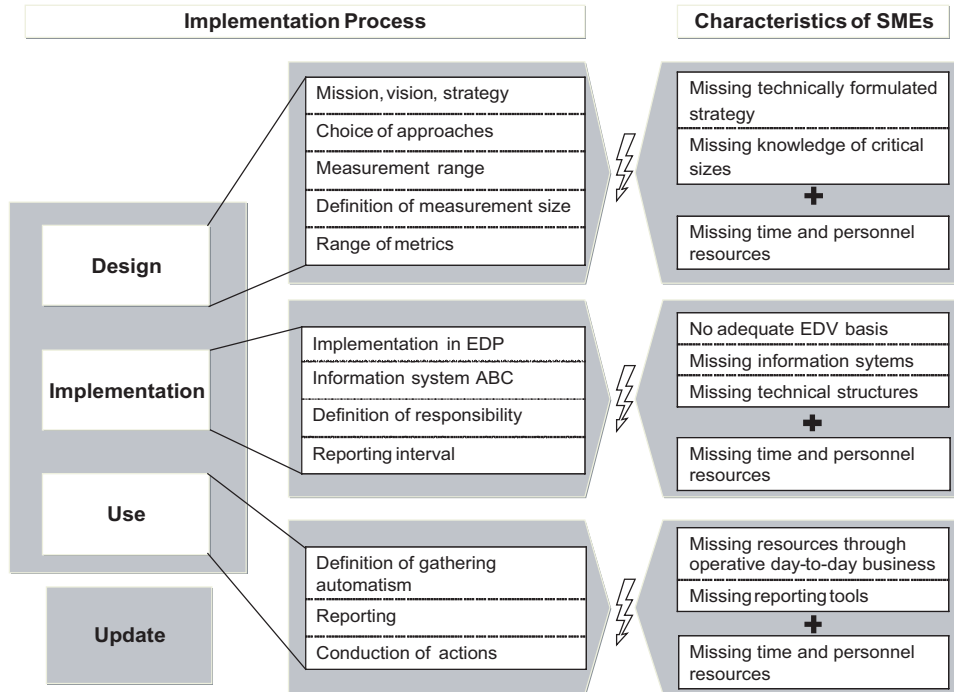 Implementation Process
Characteristics of SMEs
Design
Implementation
Use
Update
Mission, vision, strategy
Choice of approaches
Measurement range
Definition of measurement size
Range of metrics
Missing technically formulated
strategy
Missing knowledge of critical
sizes
+
Missing time and personnel
resources
Implementation in EDP
Information system ABC
Definition of responsibility
Reporting interval
No adequate EDV basis
Missing information sytems
Missing technical structures
+
Missing time and personnel
resources
Definition of gathering
automatism
Reporting
Conduction of actions
Missing resources through
operative day-to-day business
Missing reporting tools
+
Missing time and personnel
resources